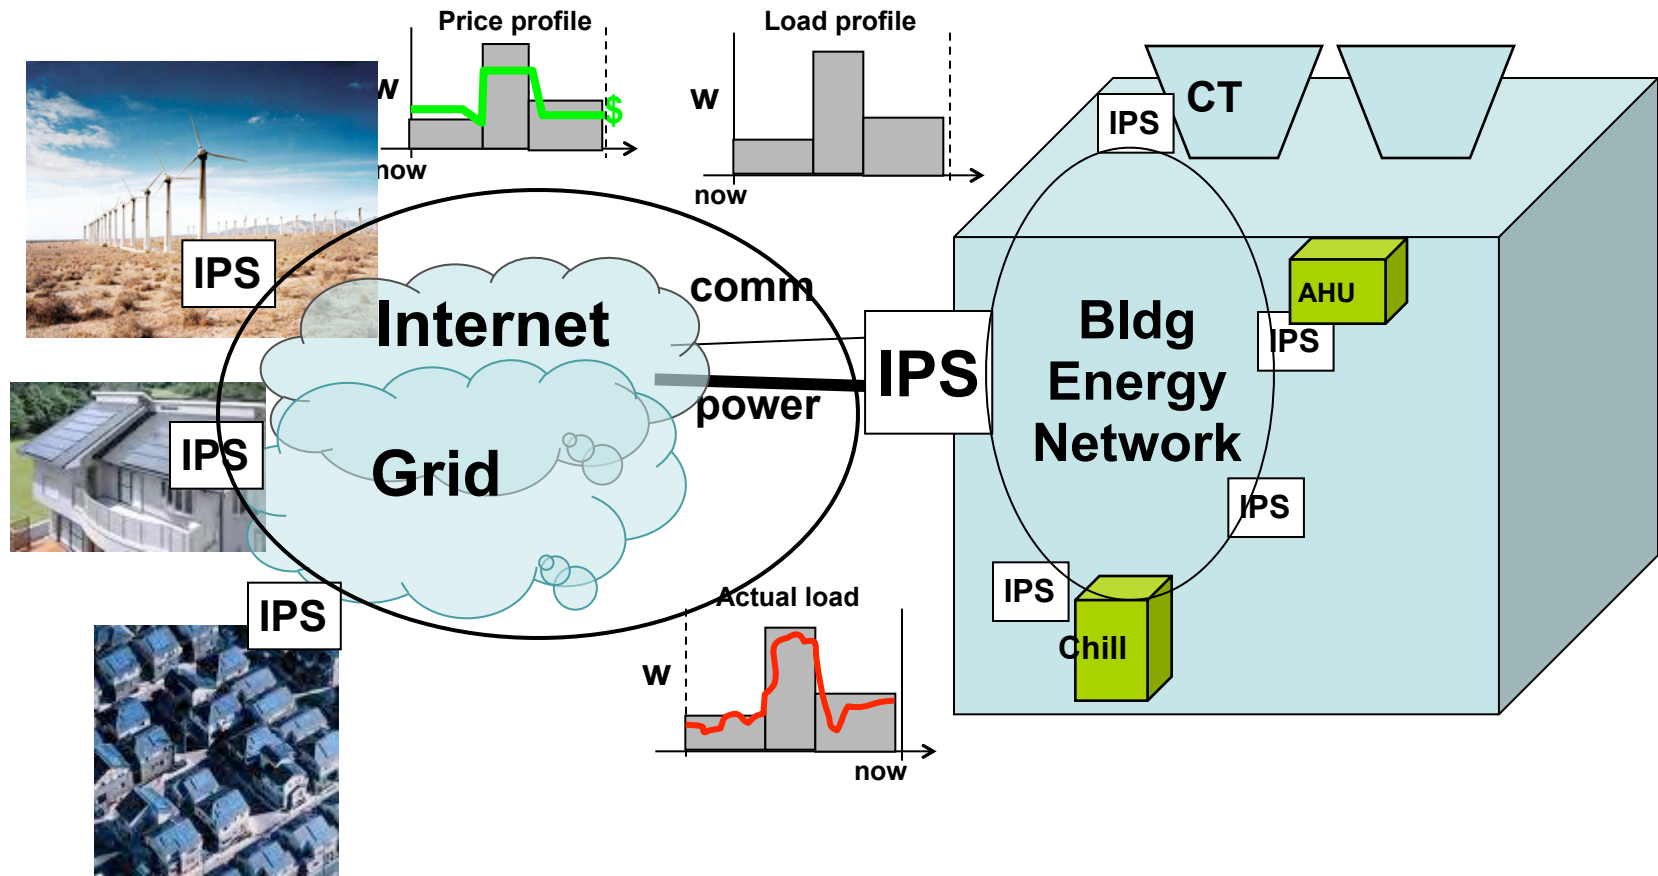 Price profile
w
$
now
Load profile
w
now
CT
IPS
IPS
comm
Internet
AHU
IPS
IPS
Bldg
Energy
Network
power
IPS
Grid
IPS
IPS
IPS
Chill
Actual load
w
now
IPS